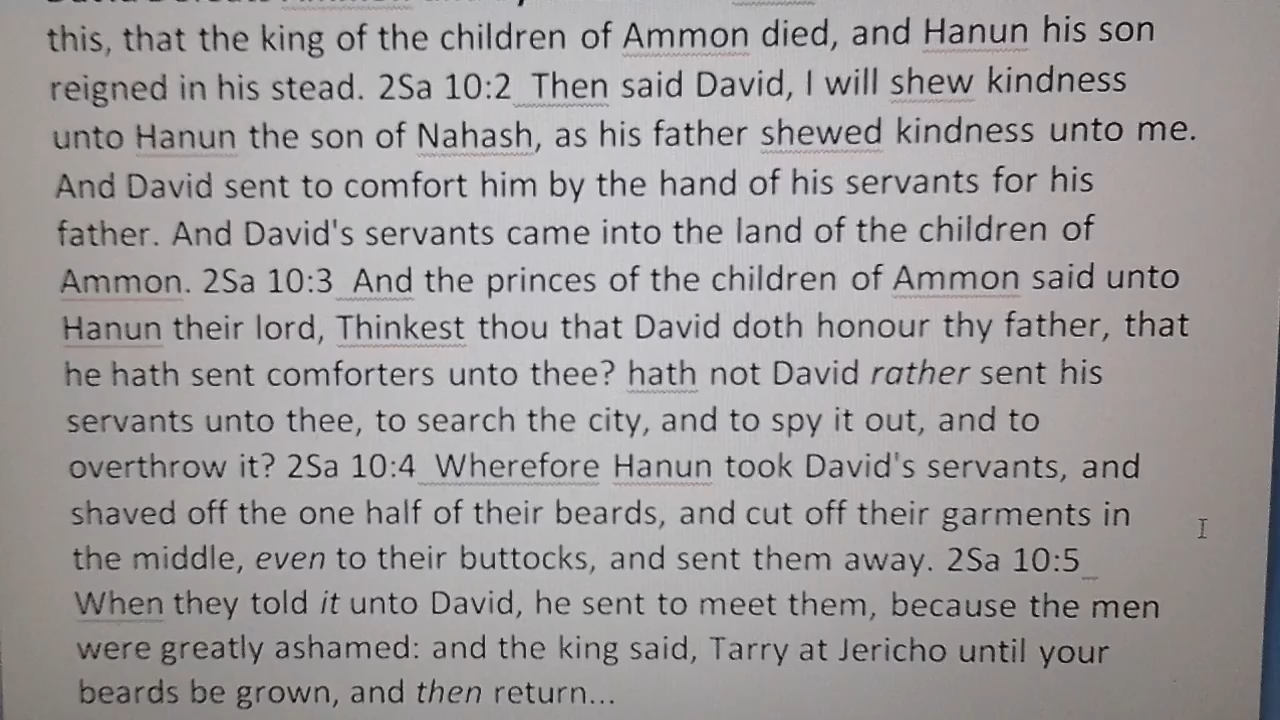 this, that the king of the children of Ammon died, and Hanun his son
reigned in his stead. 2Sa 10:2 Then said David, I will shew kindness
unto Hanun the son of Nahash, as his father shewed kindness unto me.
And David sent to comfort him by the hand of his servants for his
father. And David's servants came into the land of the children of
Ammon. 2Sa 10:3 And the princes of the children of Ammon said unto
Hanun their lord, Thinkest thou that David doth honour thy father, that
he hath sent comforters unto thee? hath not David rather sent his
servants unto thee, to search the city, and to spy it out, and to
overthrow it? 2Sa 10:4 Wherefore Hanun took David's servants, and
shaved off the one half of their beards, and cut off their garments in
the middle, even to their buttocks, and sent them away. 2Sa 10:5
When they told it unto David, he sent to meet them, because the men
were greatly ashamed: and the king said, Tarry at Jericho until your
beards be grown, and then return...